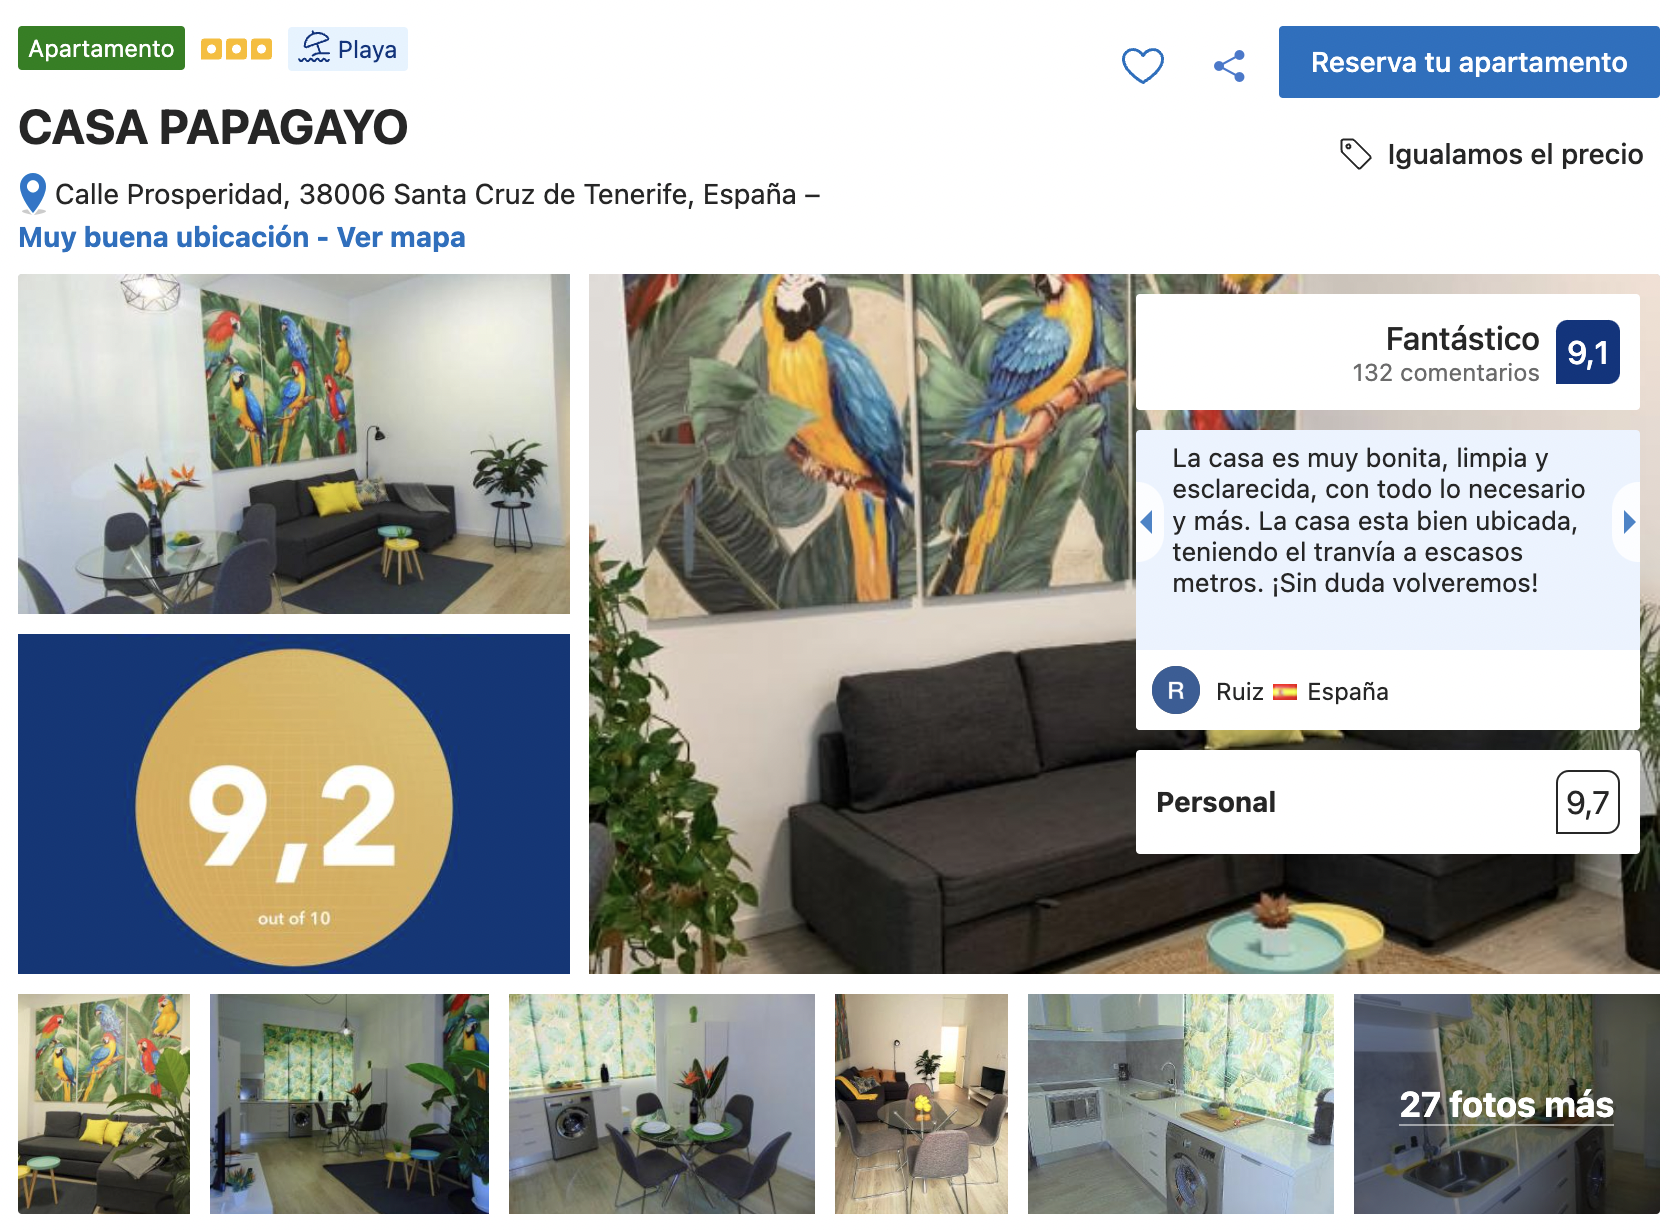 Apartamento
Playa
Reserva tu apartamento
CASA PAPAGAYO
Igualamos el precio
Calle Prosperidad, 38006 Santa Cruz de Tenerife, España –
Muy buena ubicación - Ver mapa
Fantástico
132 comentarios
9,1
La casa es muy bonita, limpia y
esclarecida, con todo lo necesario
y más. La casa esta bien ubicada,
teniendo el tranvía a escasos
metros. ¡Sin duda volveremos!
R
Ruiz España
Personal
9,7
9,2
out of 10
27 fotos más